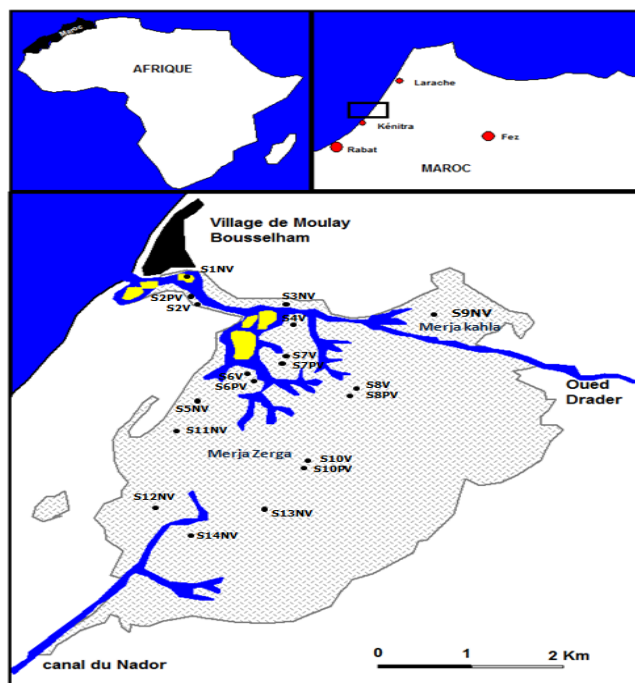 Maroc
AFRIQUE
Larache
Kénitra
Fez
Rabat
MAROC
Village de Moulay
Bousselham
S1NV
S2PV
S2V
S3NV
S4V
S9NV
Merja kahla
S7V
S7PV
S6V
S6PV
S8V
S8PV
Oued
Drader
S5NV
S11NV
Merja Zerga
S10V
S10PV
S12NV
S13NV
S14NV
canal du Nador
0 1 2 Km